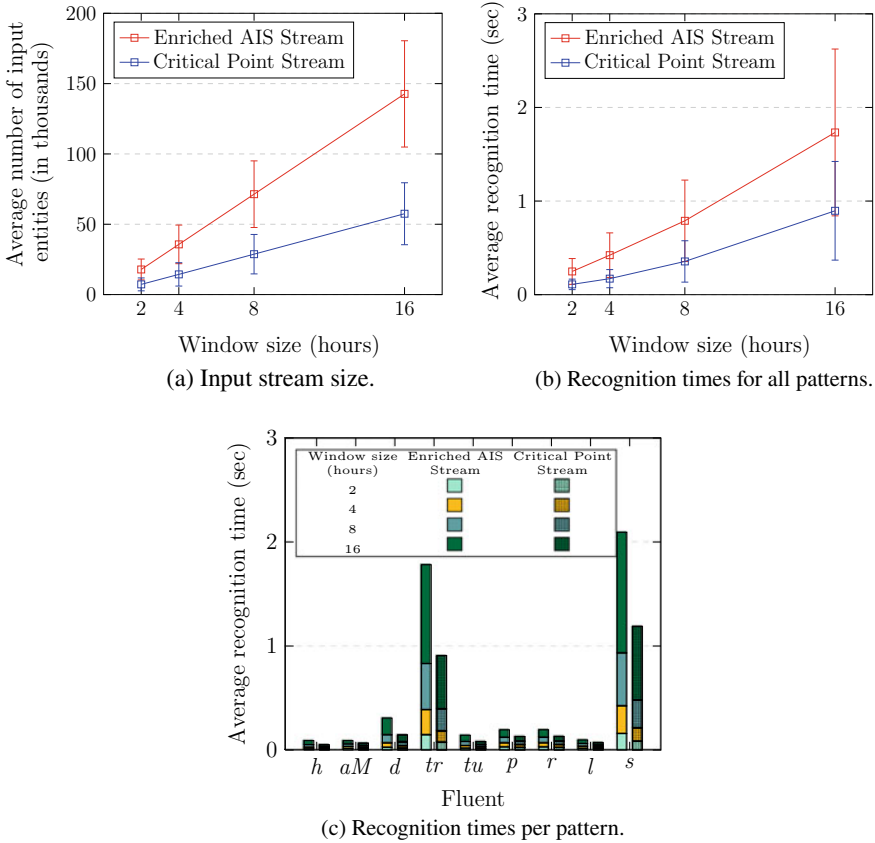 200
150
100
50
0
Average number of input
entities (in thousands)
Enriched AIS Stream
Critical Point Stream
2 4 8 16
Window size (hours)
(a) Input stream size.
3
2
1
0
Average recognition time (sec)
Enriched AIS Stream
Critical Point Stream
2 4 8 16
Window size (hours)
(b) Recognition times for all patterns.
3
2
1
0
Average recognition time (sec)
Window size Enriched AIS Critical Point
(hours) Stream Stream
2
4
8
16
h aM d tr tu p r l s
Fluent
(c) Recognition times per pattern.